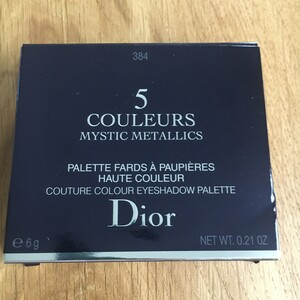 384
5
COULEURS
MYSTIC METALLICS
PALETTE FARDS À PAUPIÈRES
HAUTE COULEUR
COUTURE COLOUR EYESHADOW PALETTE
Dior
℮ 6 g NET WT. 0.21 OZ